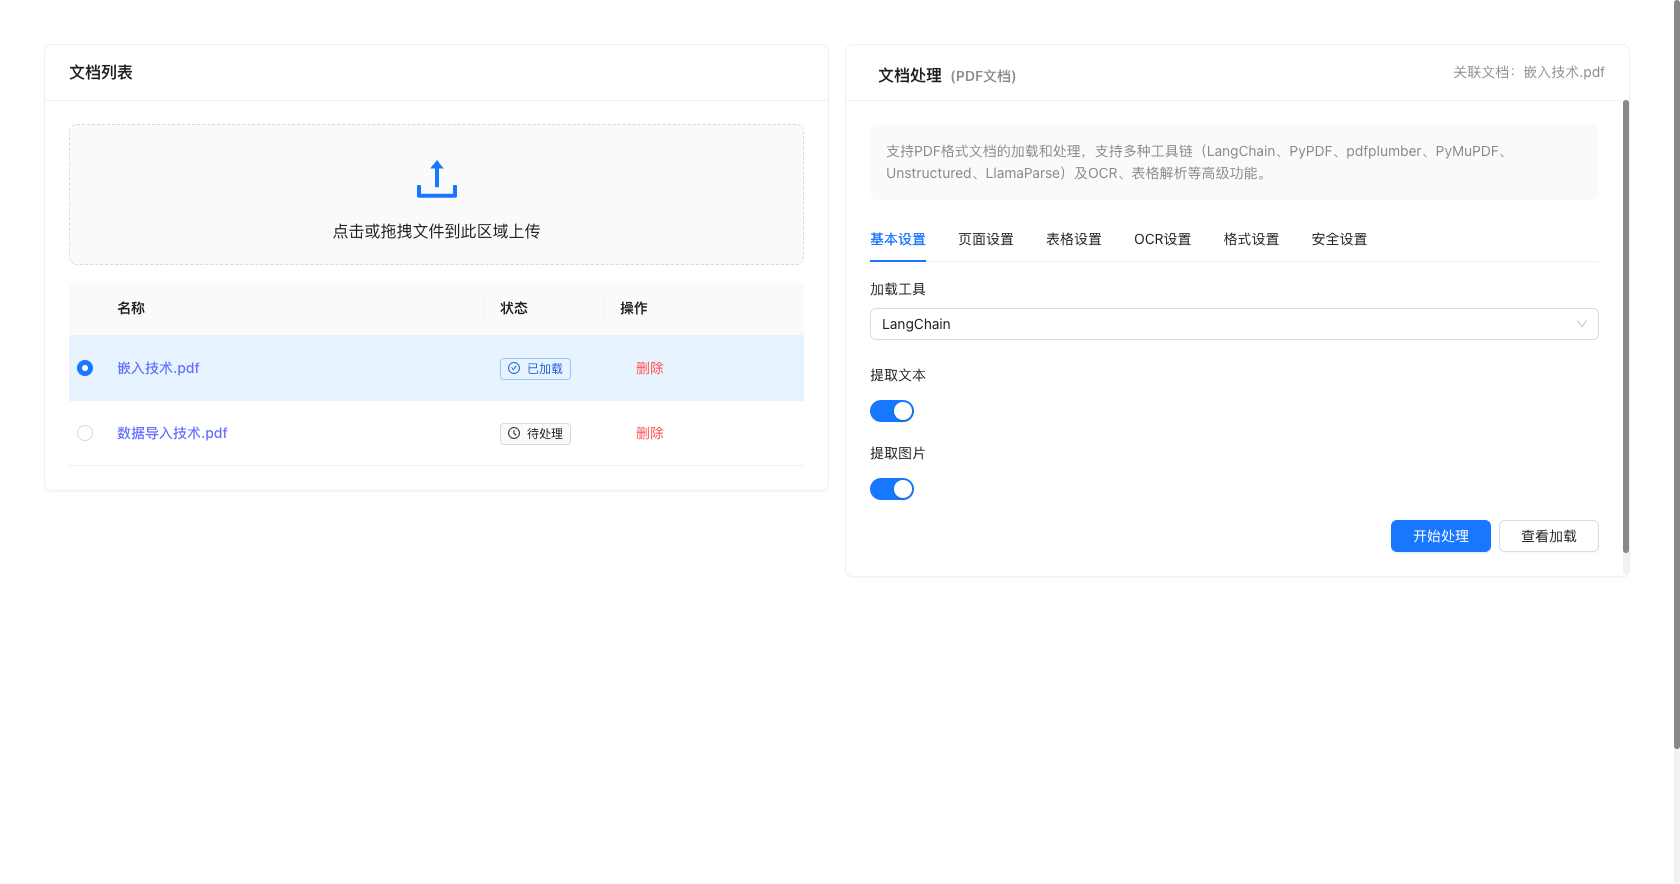 文档列表
点击或拖拽文件到此区域上传
名称 状态 操作
嵌入技术.pdf 已加载 删除
数据导入技术.pdf 待处理 删除
文档处理 (PDF文档) 关联文档：嵌入技术.pdf
支持PDF格式文档的加载和处理，支持多种工具链（LangChain、PyPDF、pdfplumber、PyMuPDF、
Unstructured、LlamaParse）及OCR、表格解析等高级功能。
基本设置 页面设置 表格设置 OCR设置 格式设置 安全设置
加载工具
LangChain
提取文本
提取图片
开始处理 查看加载